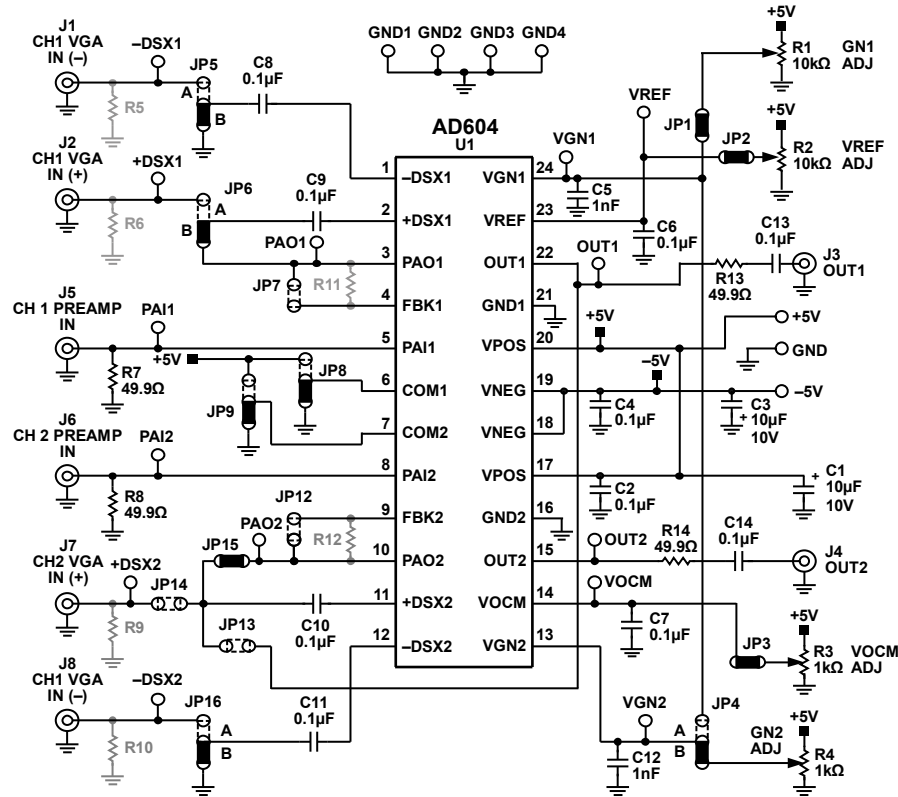 J1
CH1 VGA
IN (–)
–DSX1
JP5
A
B
R5
C8
0.1µF
GND1 GND2 GND3 GND4
+5V
R1
10kΩ
GN1
ADJ
JP1
VREF
+5V
JP2
R2
10kΩ
VREF
ADJ
J2
CH1 VGA
IN (+)
+DSX1
JP6
A
B
R6
C9
0.1µF
AD604
U1
1 –DSX1
2 +DSX1
3 PAO1
4 FBK1
5 PAI1
6 COM1
7 COM2
8 PAI2
9 FBK2
10 PAO2
11 +DSX2
12 –DSX2
VGN1 24
VREF 23
OUT1 22
GND1 21
VPOS 20
VNEG 19
VNEG 18
VPOS 17
GND2 16
OUT2 15
VOCM 14
VGN2 13
VGN1
C5
1nF
C6
0.1µF
OUT1
C13
0.1µF
R13
49.9Ω
J3
OUT1
PAO1
JP7
R11
J5
CH 1 PREAMP
IN
PAI1
R7
49.9Ω
+5V
JP8
JP9
+5V
+5V
GND
–5V
–5V
C4
0.1µF
C3
+
10µF
10V
J6
CH 2 PREAMP
IN
PAI2
R8
49.9Ω
C2
0.1µF
C1
+
10µF
10V
JP12
PAO2
R12
JP15
OUT2
R14
49.9Ω
C14
0.1µF
J4
OUT2
J7
CH2 VGA
IN (+)
+DSX2
JP14
R9
JP13
C10
0.1µF
VOCM
C7
0.1µF
JP3
+5V
R3
1kΩ
VOCM
ADJ
J8
CH1 VGA
IN (–)
–DSX2
JP16
A
B
R10
C11
0.1µF
VGN2
C12
1nF
JP4
A
B
GN2
ADJ
+5V
R4
1kΩ